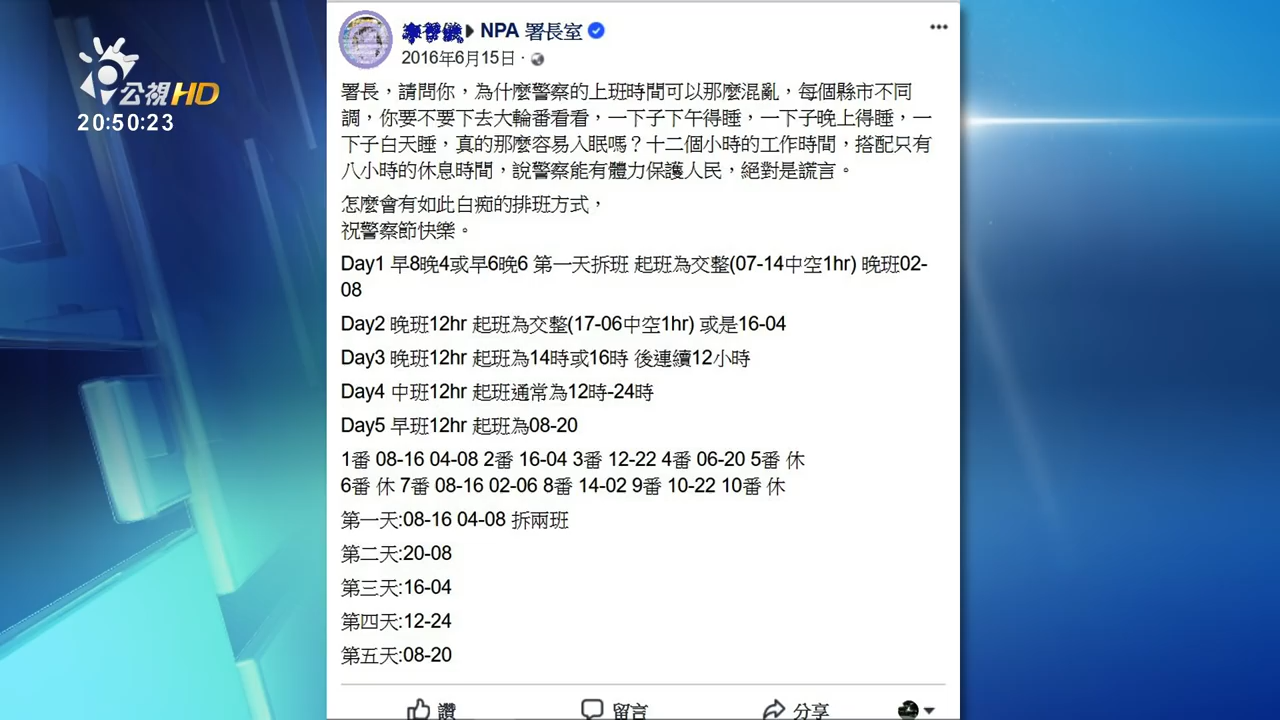 公視HD
20:50:23
NPA 署長室
2016年6月15日 ·
署長，請問你，為什麼警察的上班時間可以那麼混亂，每個縣市不同
調，你要不要下去大輪番看看，一下子下午得睡，一下子晚上得睡，一
下子白天睡，真的那麼容易入眠嗎？十二個小時的工作時間，搭配只有
八小時的休息時間，說警察能有體力保護人民，絕對是謊言。
怎麼會有如此白痴的排班方式，
祝警察節快樂。
Day1 早8晚4或早6晚6 第一天拆班 起班為交整(07-14中空1hr) 晚班02-
08
Day2 晚班12hr 起班為交整(17-06中空1hr) 或是16-04
Day3 晚班12hr 起班為14時或16時 後連續12小時
Day4 中班12hr 起班通常為12時-24時
Day5 早班12hr 起班為08-20
1番 08-16 04-08 2番 16-04 3番 12-22 4番 06-20 5番 休
6番 休 7番 08-16 02-06 8番 14-02 9番 10-22 10番 休
第一天:08-16 04-08 拆兩班
第二天:20-08
第三天:16-04
第四天:12-24
第五天:08-20
讚 留言 分享